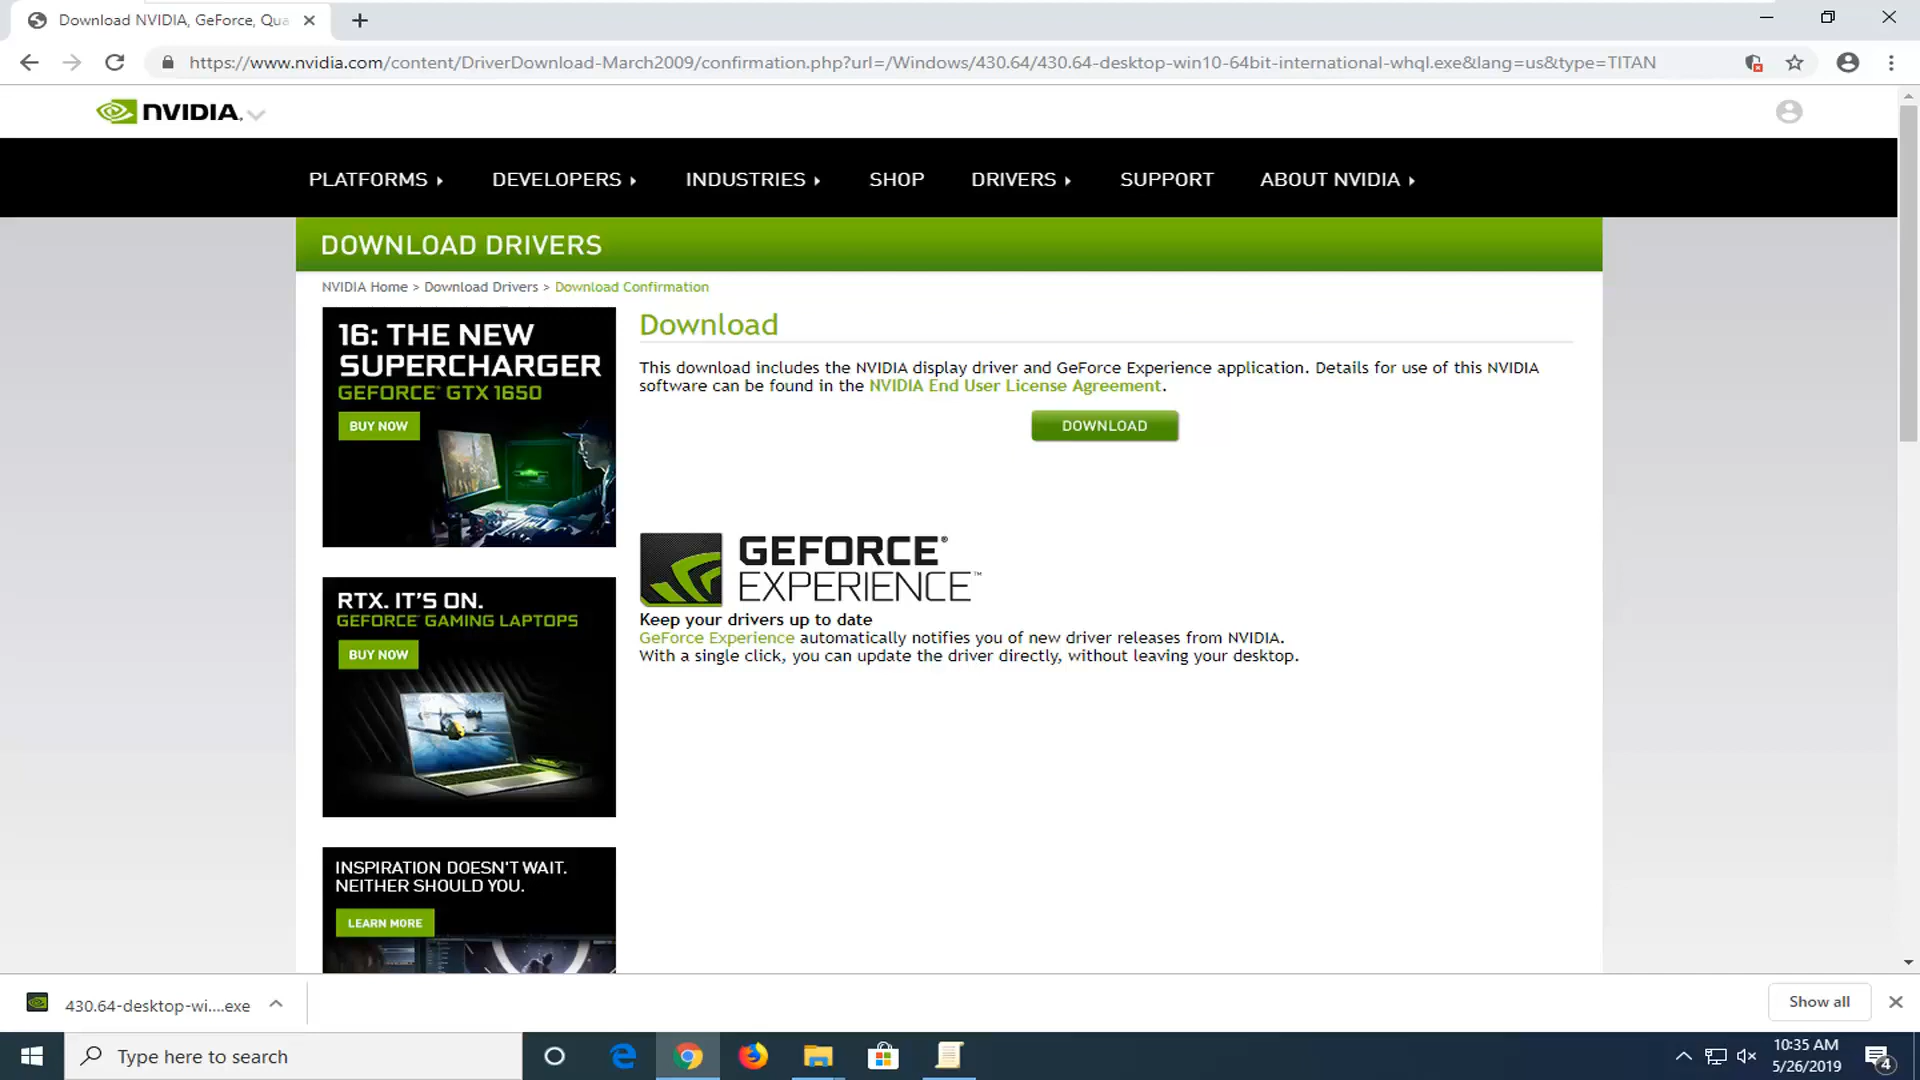 Download NVIDIA, GeForce, Qua
https://www.nvidia.com/content/DriverDownload-March2009/confirmation.php?url=/Windows/430.64/430.64-desktop-win10-64bit-international-whql.exe&lang=us&type=TITAN
NVIDIA.
PLATFORMS DEVELOPERS INDUSTRIES SHOP DRIVERS SUPPORT ABOUT NVIDIA
DOWNLOAD DRIVERS
NVIDIA Home > Download Drivers > Download Confirmation
16: THE NEW
SUPERCHARGER
GEFORCE® GTX 1650
BUY NOW
Download
This download includes the NVIDIA display driver and GeForce Experience application. Details for use of this NVIDIA
software can be found in the NVIDIA End User License Agreement.
DOWNLOAD
GEFORCE®
EXPERIENCE™
Keep your drivers up to date
GeForce Experience automatically notifies you of new driver releases from NVIDIA.
With a single click, you can update the driver directly, without leaving your desktop.
RTX. IT'S ON.
GEFORCE® GAMING LAPTOPS
BUY NOW
INSPIRATION DOESN'T WAIT.
NEITHER SHOULD YOU.
LEARN MORE
430.64-desktop-wi....exe
Show all
Type here to search
10:35 AM
5/26/2019
4